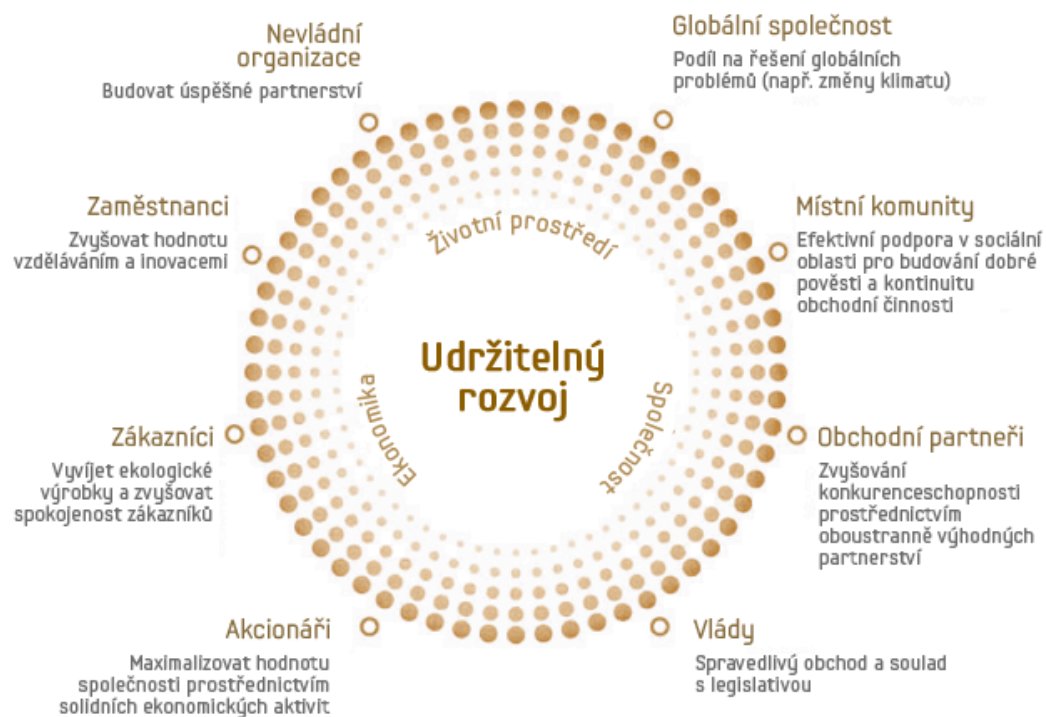 Nevládní
organizace
Budovat úspěšné partnerství
Globální společnost
Podíl na řešení globálních
problémů (např. změny klimatu)
Zaměstnanci
Zvyšovat hodnotu
vzděláváním a inovacemi
Místní komunity
Efektivní podpora v sociální
oblasti pro budování dobré
pověsti a kontinuitu
obchodní činnosti
Životní prostředí
Udržitelný
rozvoj
Ekonomika
Společnost
Zákazníci
Vyvíjet ekologické
výrobky a zvyšovat
spokojenost zákazníků
Obchodní partneři
Zvyšování
konkurenceschopnosti
prostřednictvím
oboustranně výhodných
partnerství
Akcionáři
Maximalizovat hodnotu
společnosti prostřednictvím
solidních ekonomických aktivit
Vlády
Spravedlivý obchod a soulad
s legislativou